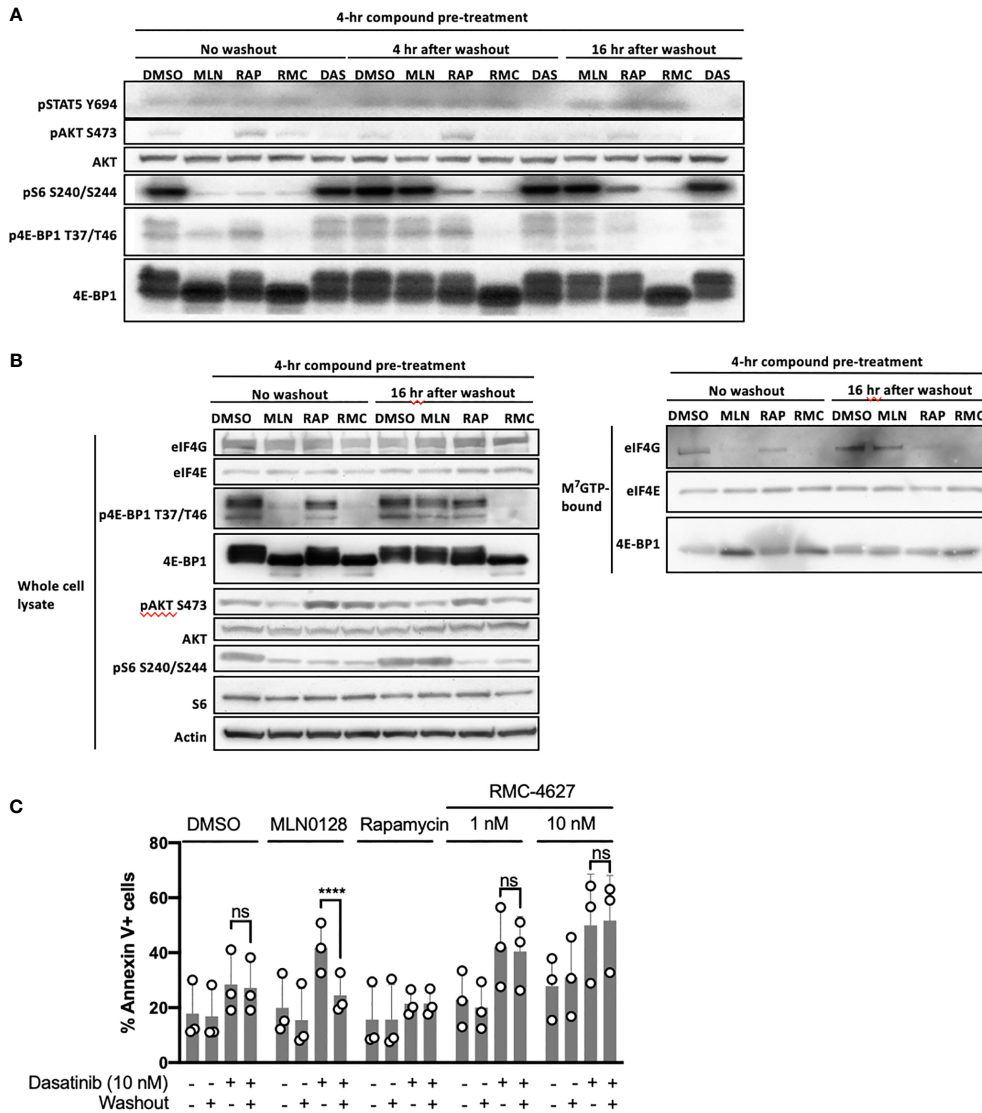 A
4-hr compound pre-treatment
No washout 4 hr after washout 16 hr after washout
DMSO MLN RAP RMC DAS DMSO MLN RAP RMC DAS MLN RAP RMC DAS
pSTAT5 Y694
pAKT S473
AKT
pS6 S240/S244
p4E-BP1 T37/T46
4E-BP1
B
4-hr compound pre-treatment
No washout 16 hr after washout
DMSO MLN RAP RMC DMSO MLN RAP RMC
Whole cell
lysate
eIF4G
eIF4E
p4E-BP1 T37/T46
4E-BP1
pAKT S473
AKT
pS6 S240/S244
S6
Actin
4-hr compound pre-treatment
No washout 16 hr after washout
DMSO MLN RAP RMC DMSO MLN RAP RMC
M7GTP-
bound
eIF4G
eIF4E
4E-BP1
C
RMC-4627
DMSO MLN0128 Rapamycin 1 nM 10 nM
% Annexin V+ cells
80
60
40
20
0
ns **** ns ns
Dasatinib (10 nM) - - + + - - + + - - + + - - + + - - + +
Washout - + - + - + - + - + - + - + - + - + - +